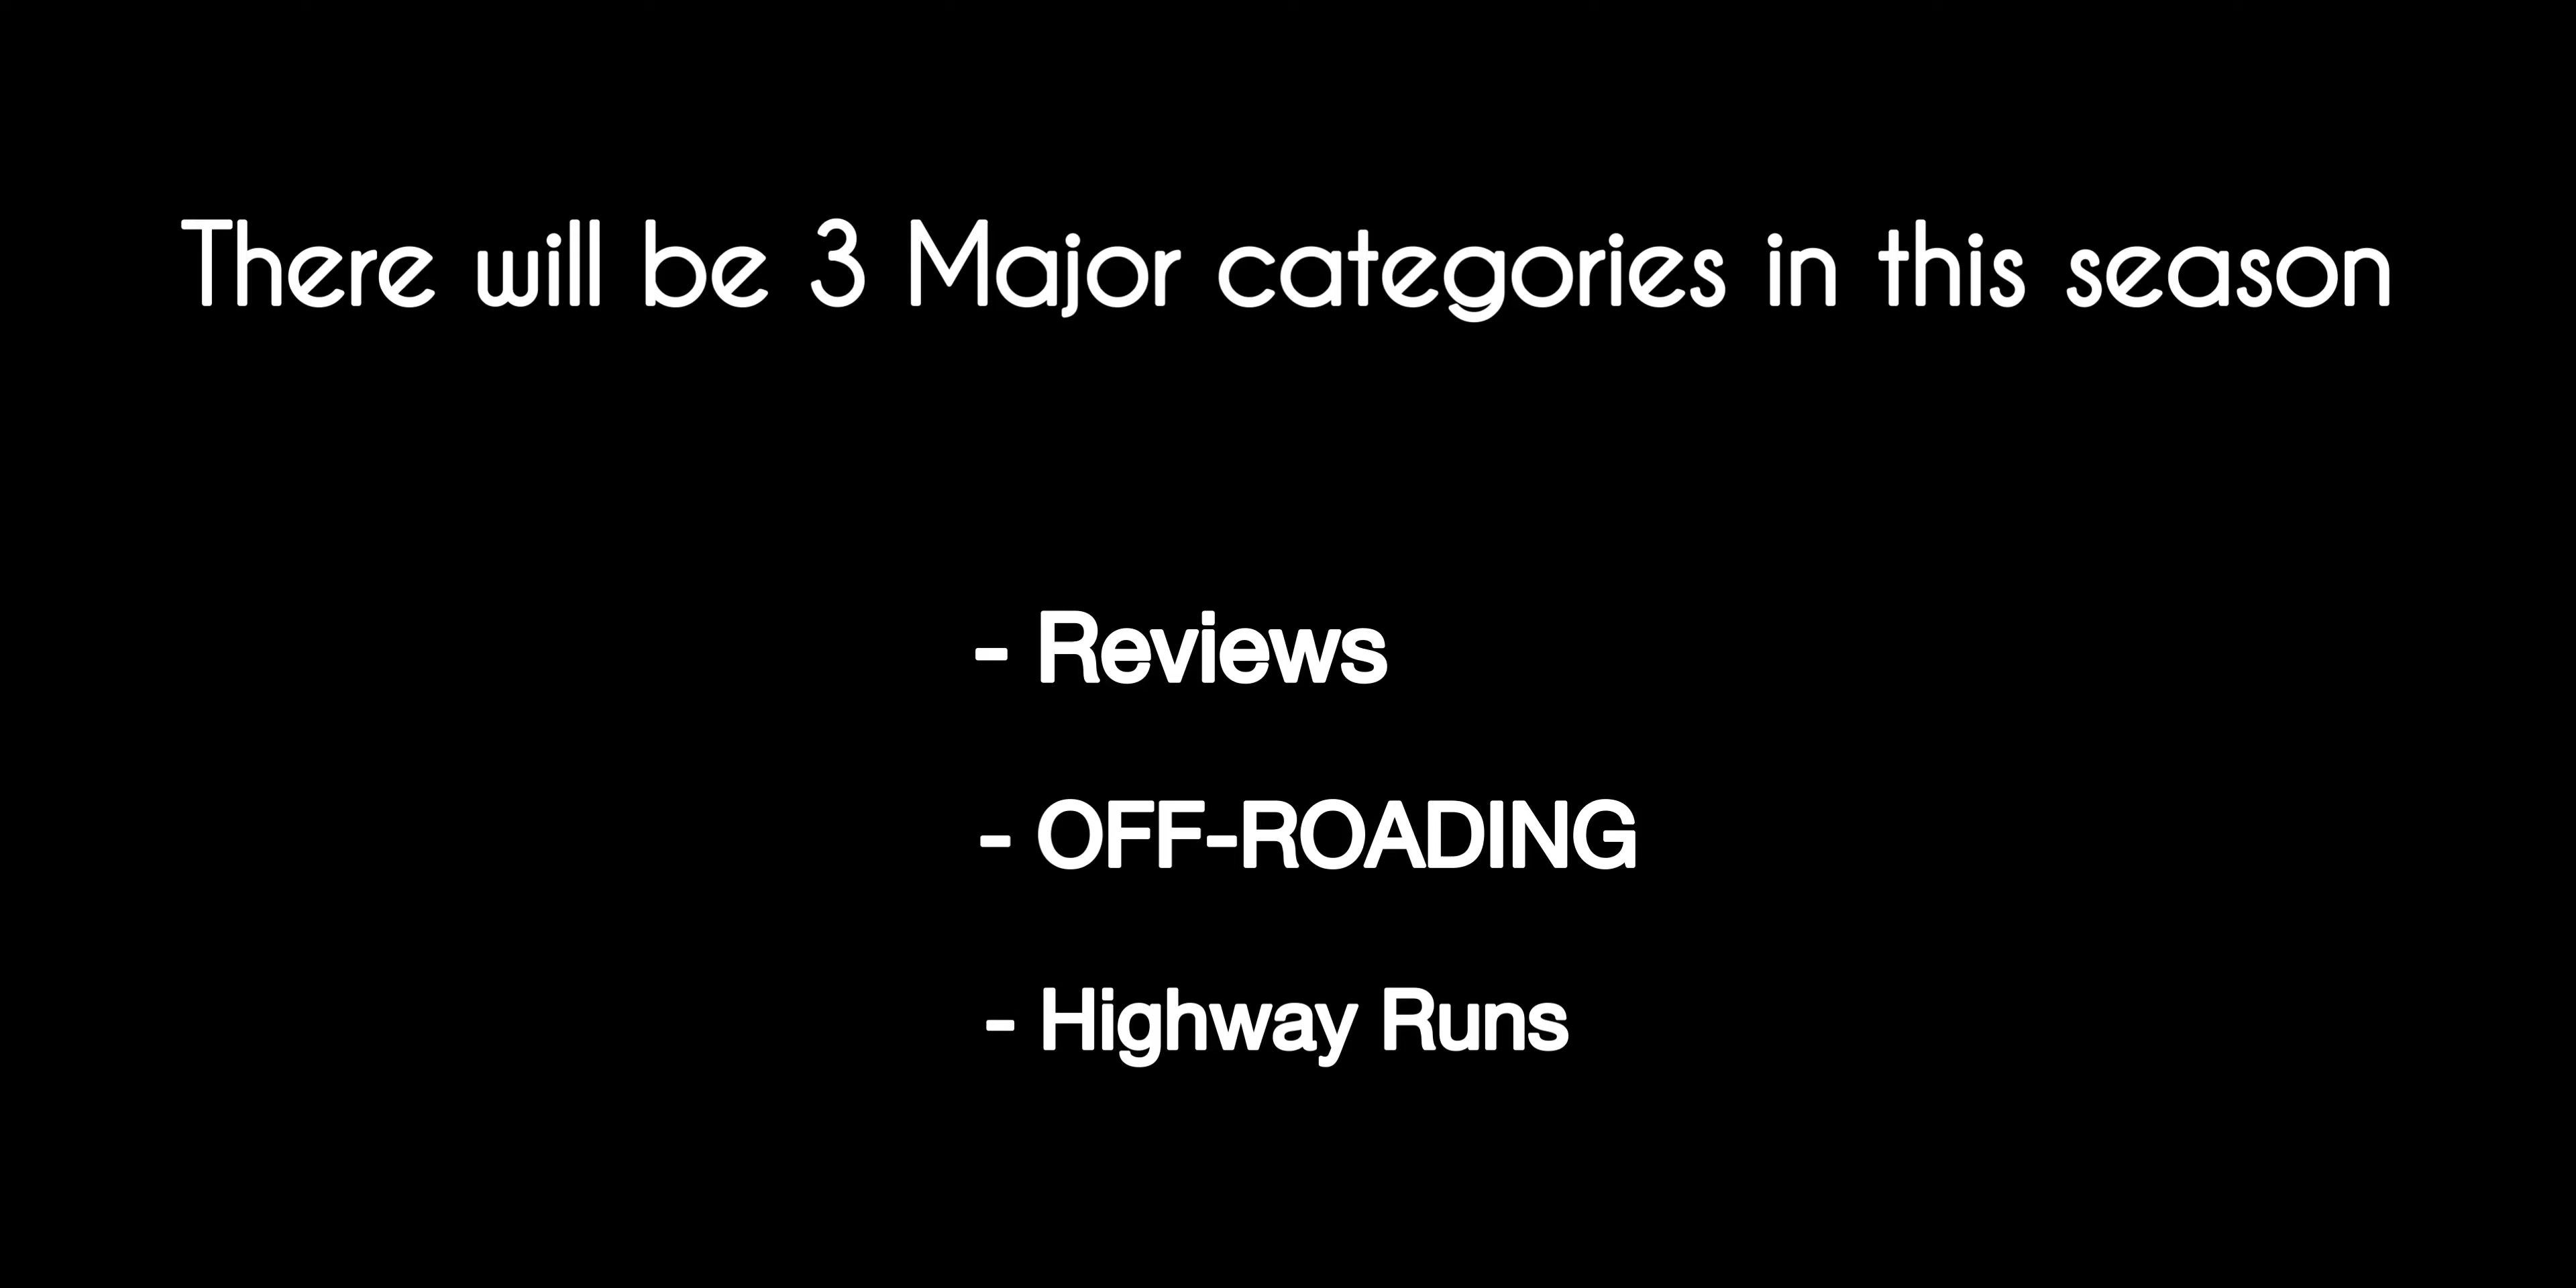 There will be 3 Major categories in this season
- Reviews
- OFF-ROADING
- Highway Runs